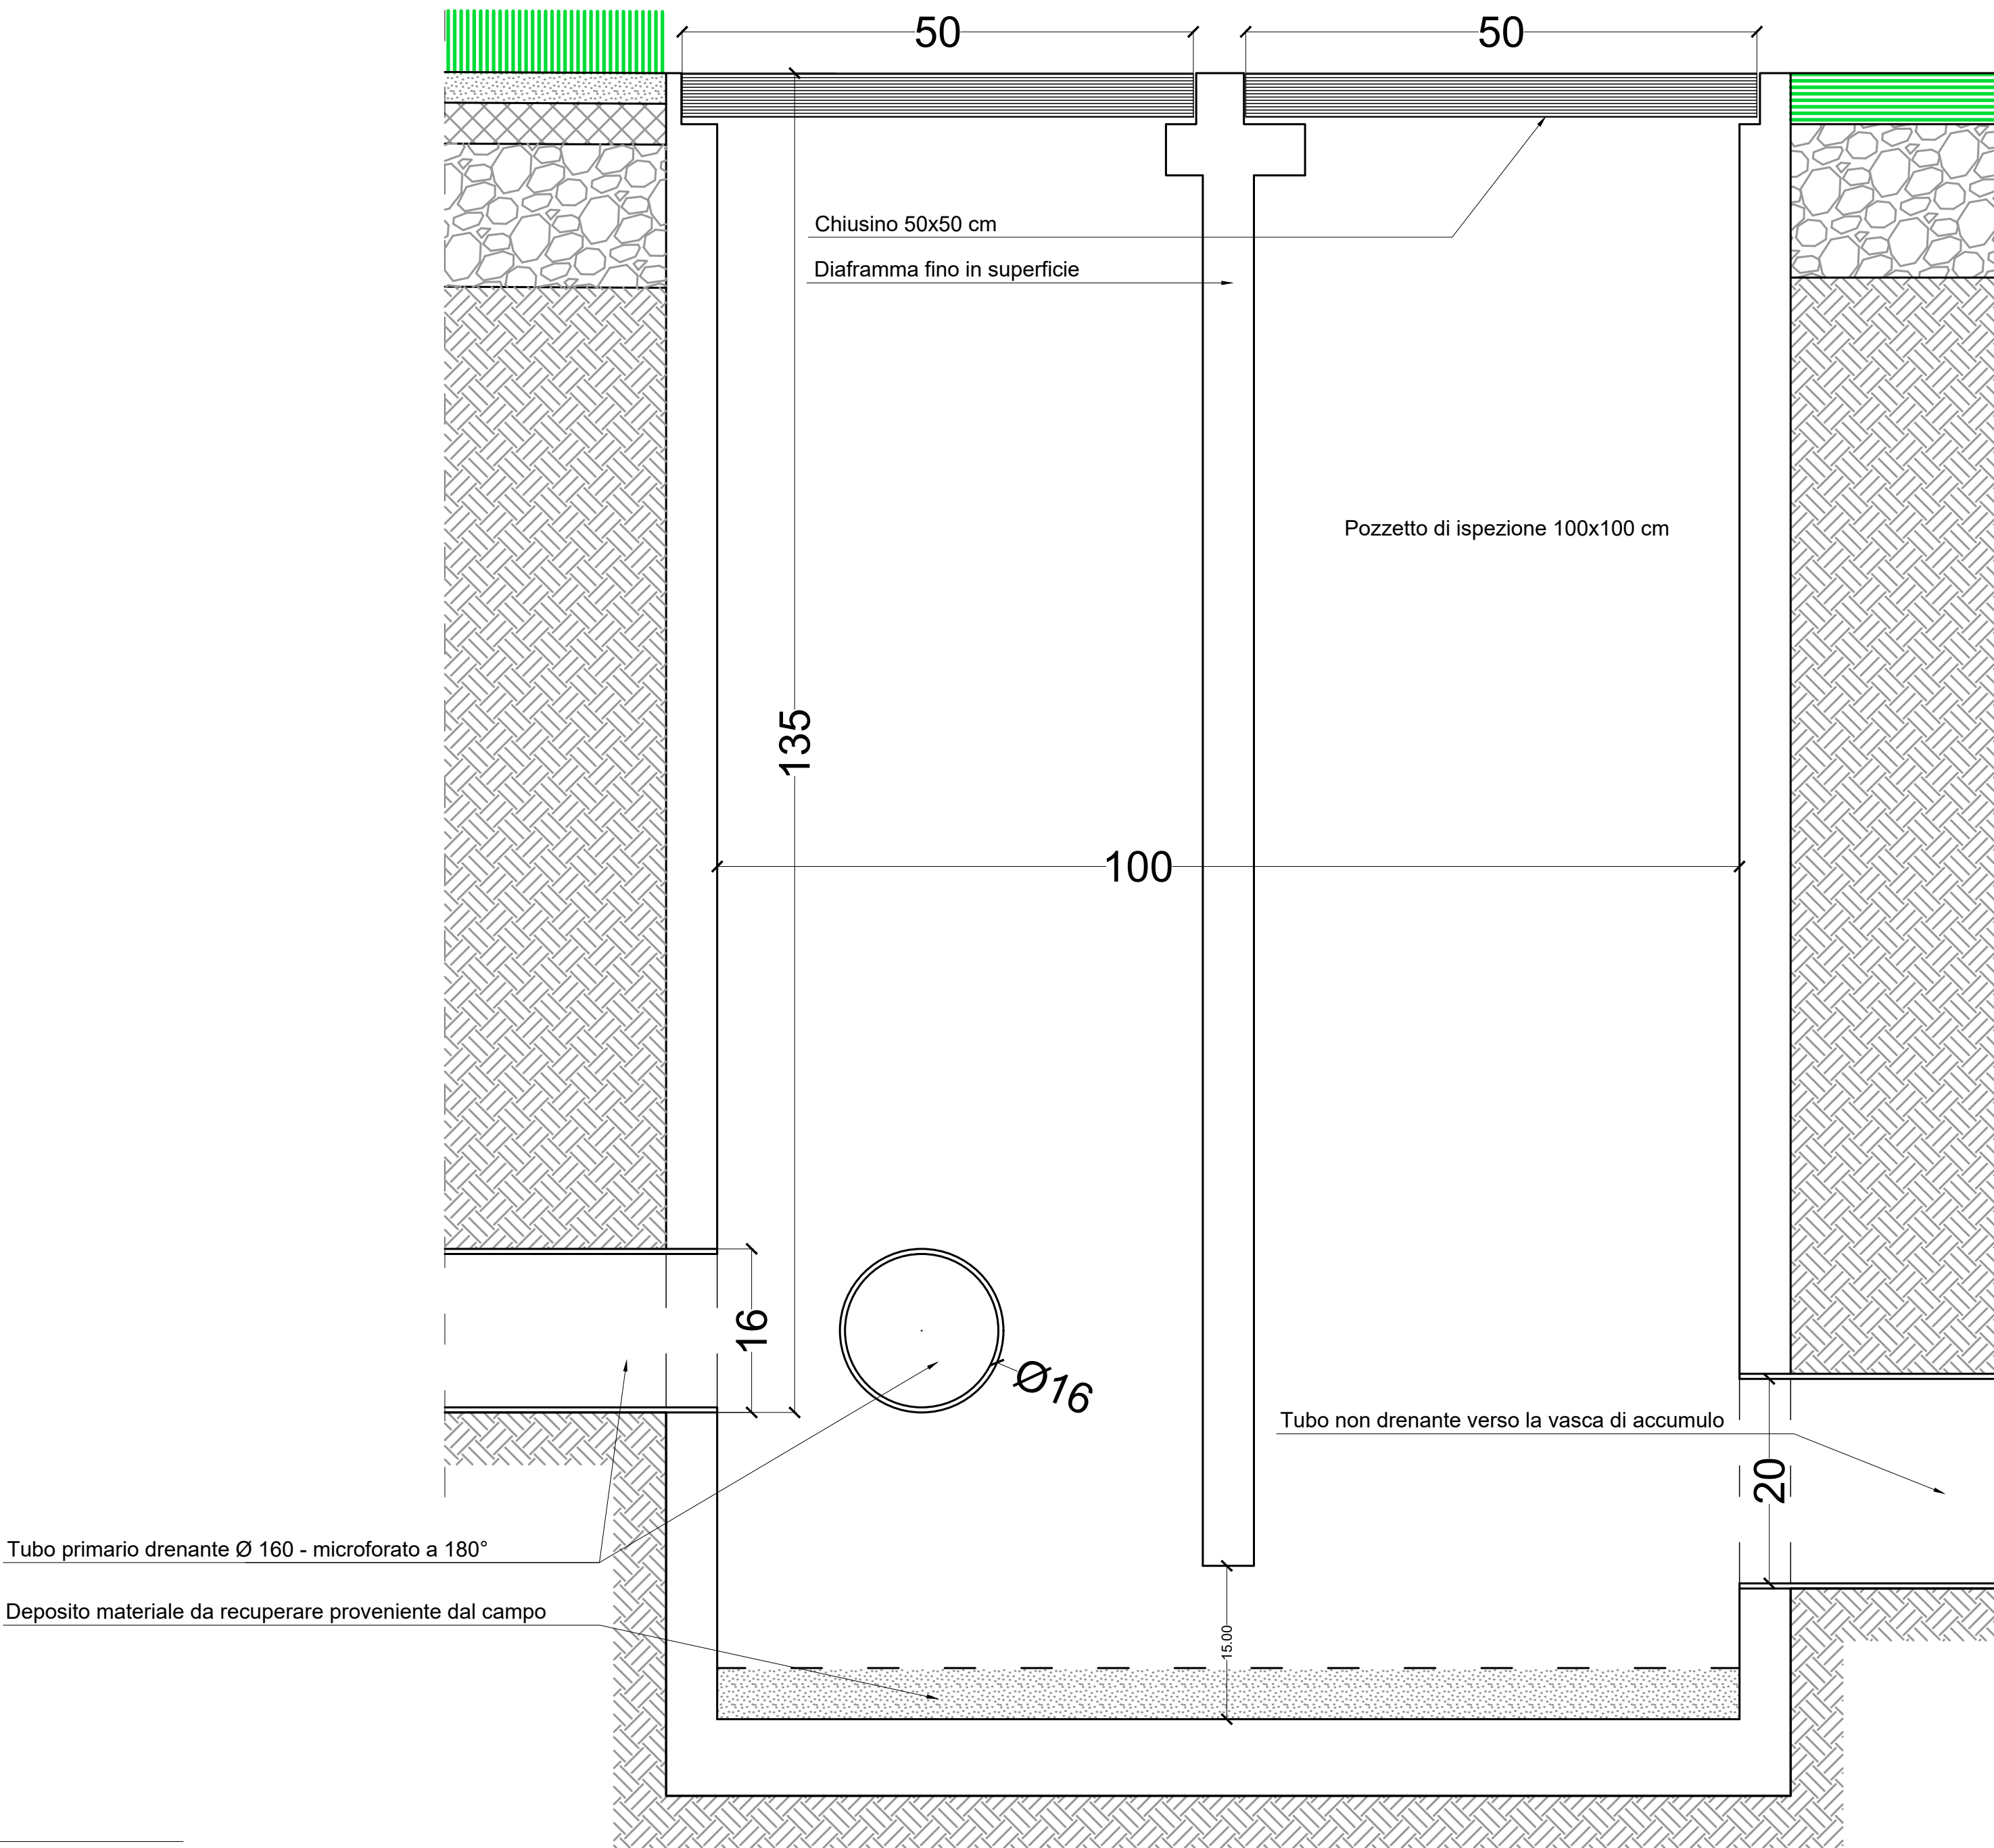 50
50
Chiusino 50x50 cm
Diaframma fino in superficie
Pozzetto di ispezione 100x100 cm
135
100
16
Ø16
Tubo non drenante verso la vasca di accumulo
20
Tubo primario drenante Ø 160 - microforato a 180°
Deposito materiale da recuperare proveniente dal campo
15.00